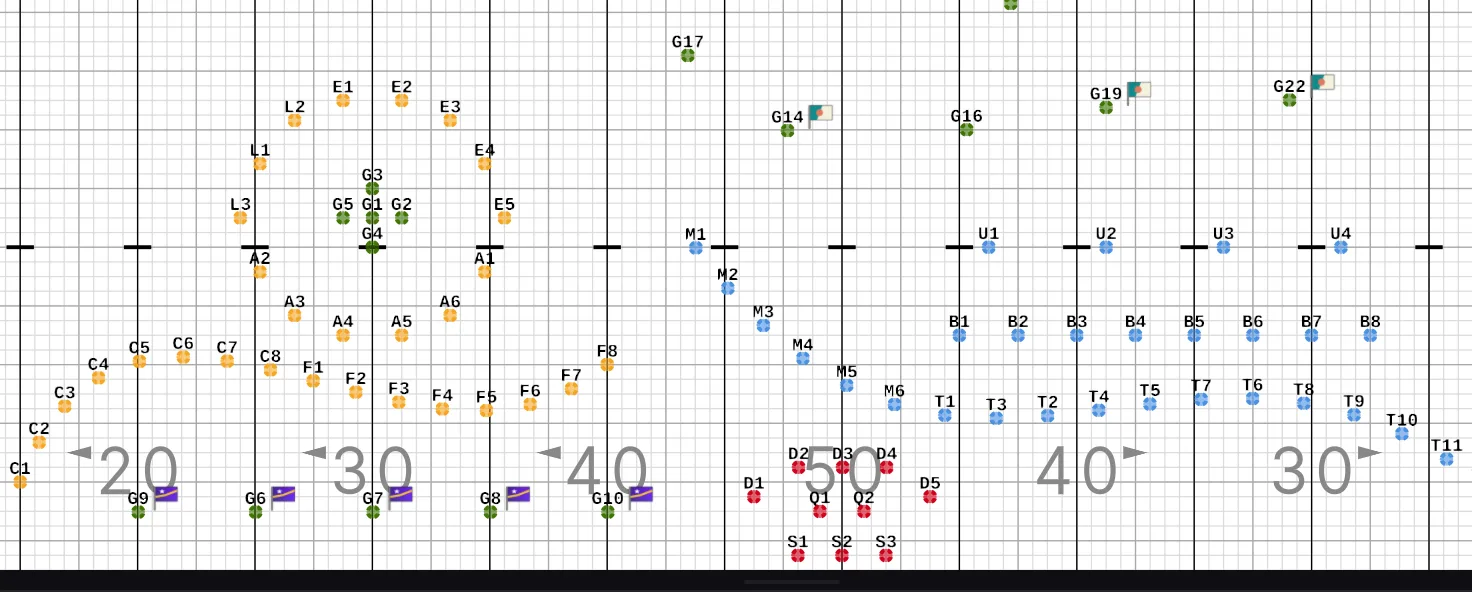 G17
E1 E2
G22
G19
L2 E3
G14 G16
L1 E4
G3
L3 G5 G1 G2 E5
G4 M1 U1 U2 U3 U4
A2 A1
M2
A3 A6
M3
A4 A5 B1 B2 B3 B4 B5 B6 B7 B8
C5 C6 C7 M4
C8 F8
C4 F1 F7 M5
C3 F2 F3 F4 F5 F6 M6 T1 T3 T2 T4 T5 T7 T6 T8 T9
C2 T10
T11
C1 20 30 40 D2 D3 D4 50 40 30
D1 D5
G9 G6 G7 G8 G10 Q1 Q2
S1 S2 S3